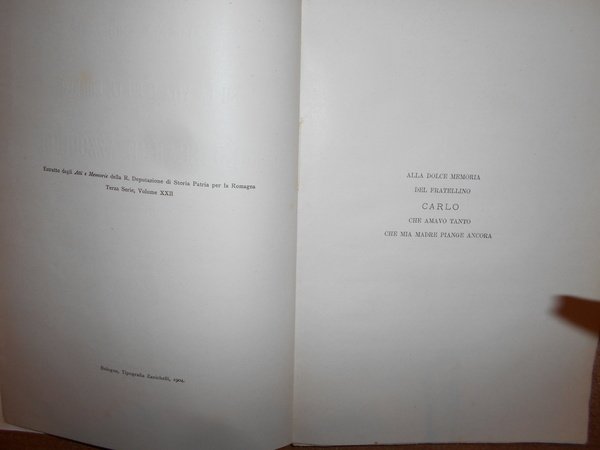 Estratto dagli Atti e Memorie della R. Deputazione di Storia Patria per la Romagna
Terza Serie, Volume XXII
Bologna, Tipografia Zanichelli, 1904.
ALLA DOLCE MEMORIA
DEL FRATELLINO
CARLO
CHE AMAVO TANTO
CHE MIA MADRE PIANGE ANCORA